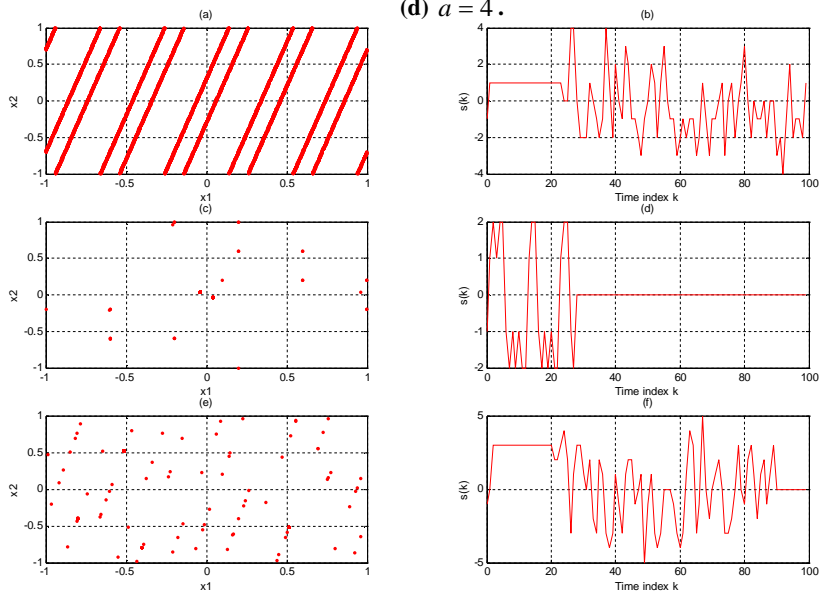 (d) a = 4 .
(a)
1
0.5
0
-0.5
-1
x2
-1 -0.5 0 0.5 1
x1
(b)
4
2
0
-2
-4
s(k)
0 20 40 60 80 100
Time index k
(c)
1
0.5
0
-0.5
-1
x2
-1 -0.5 0 0.5 1
x1
(d)
2
1
0
-1
-2
s(k)
0 20 40 60 80 100
Time index k
(e)
1
0.5
0
-0.5
-1
x2
-1 -0.5 0 0.5 1
x1
(f)
5
0
-5
s(k)
0 20 40 60 80 100
Time index k